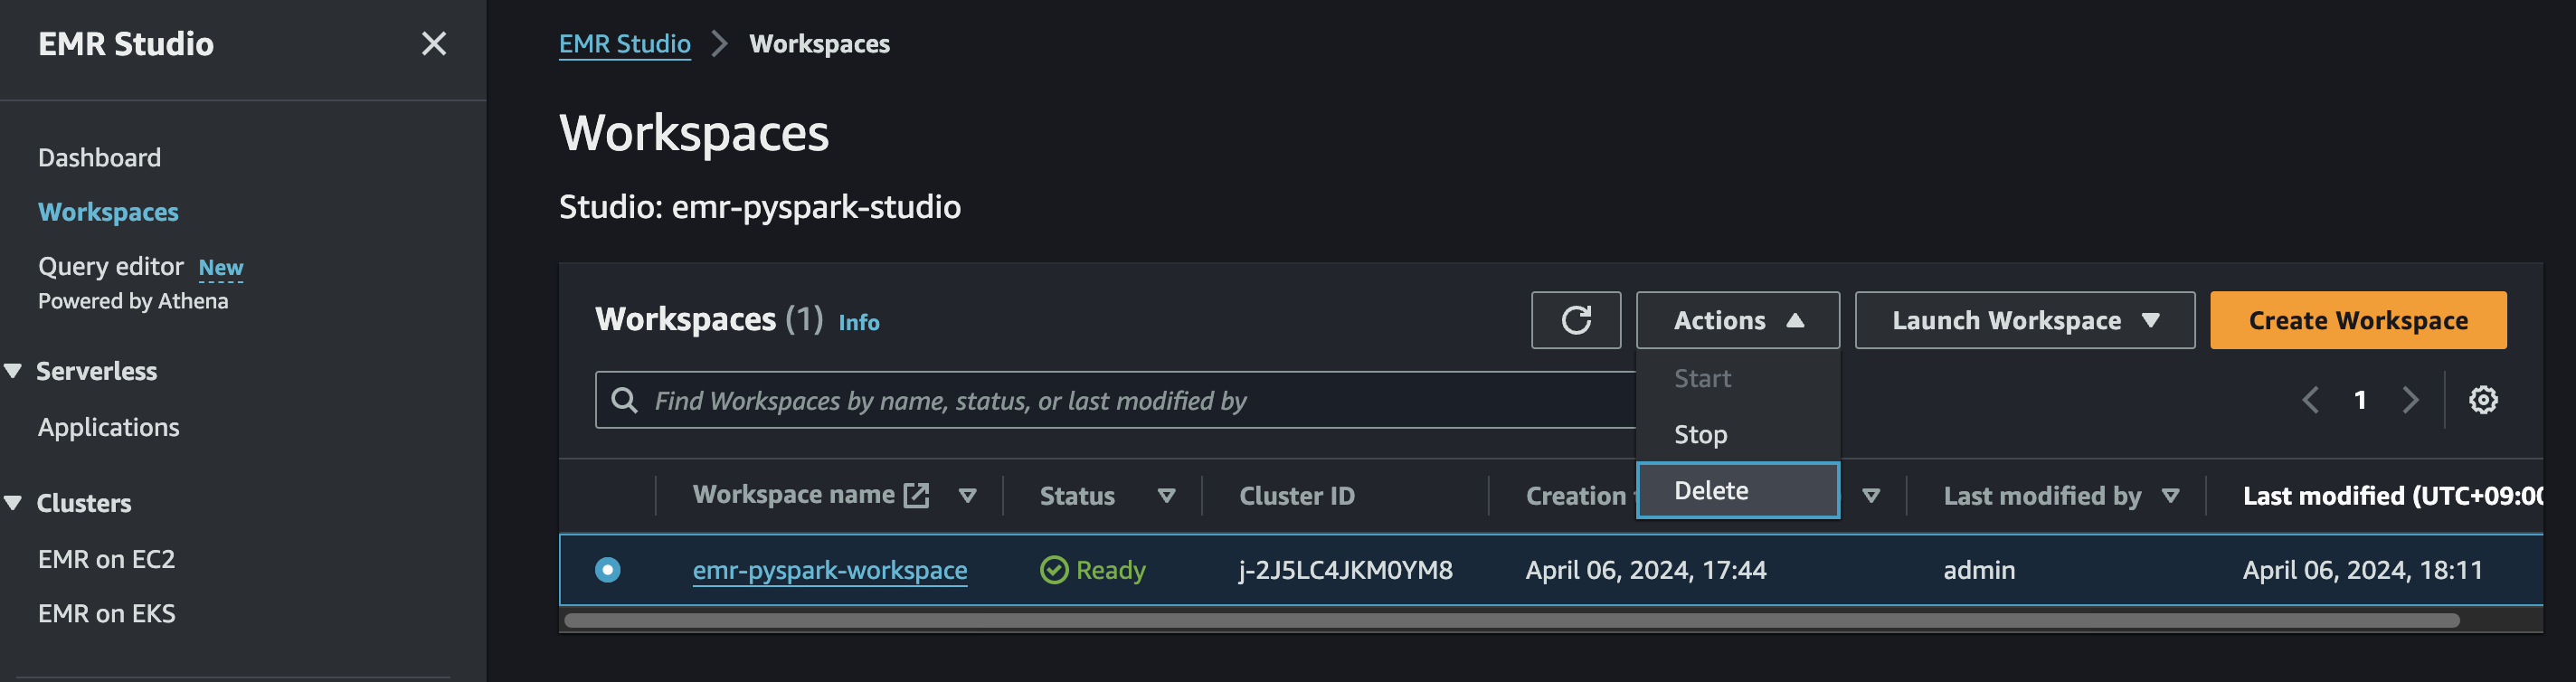 EMR Studio
Dashboard
Workspaces
Query editor New
Powered by Athena
Serverless
Applications
Clusters
EMR on EC2
EMR on EKS
EMR Studio > Workspaces
Workspaces
Studio: emr-pyspark-studio
Workspaces (1) Info
Actions
Launch Workspace
Create Workspace
Start
Stop
Delete
Find Workspaces by name, status, or last modified by
1
Workspace name Status Cluster ID Creation Last modified by Last modified (UTC+09:00
emr-pyspark-workspace Ready j-2J5LC4JKM0YM8 April 06, 2024, 17:44 admin April 06, 2024, 18:11